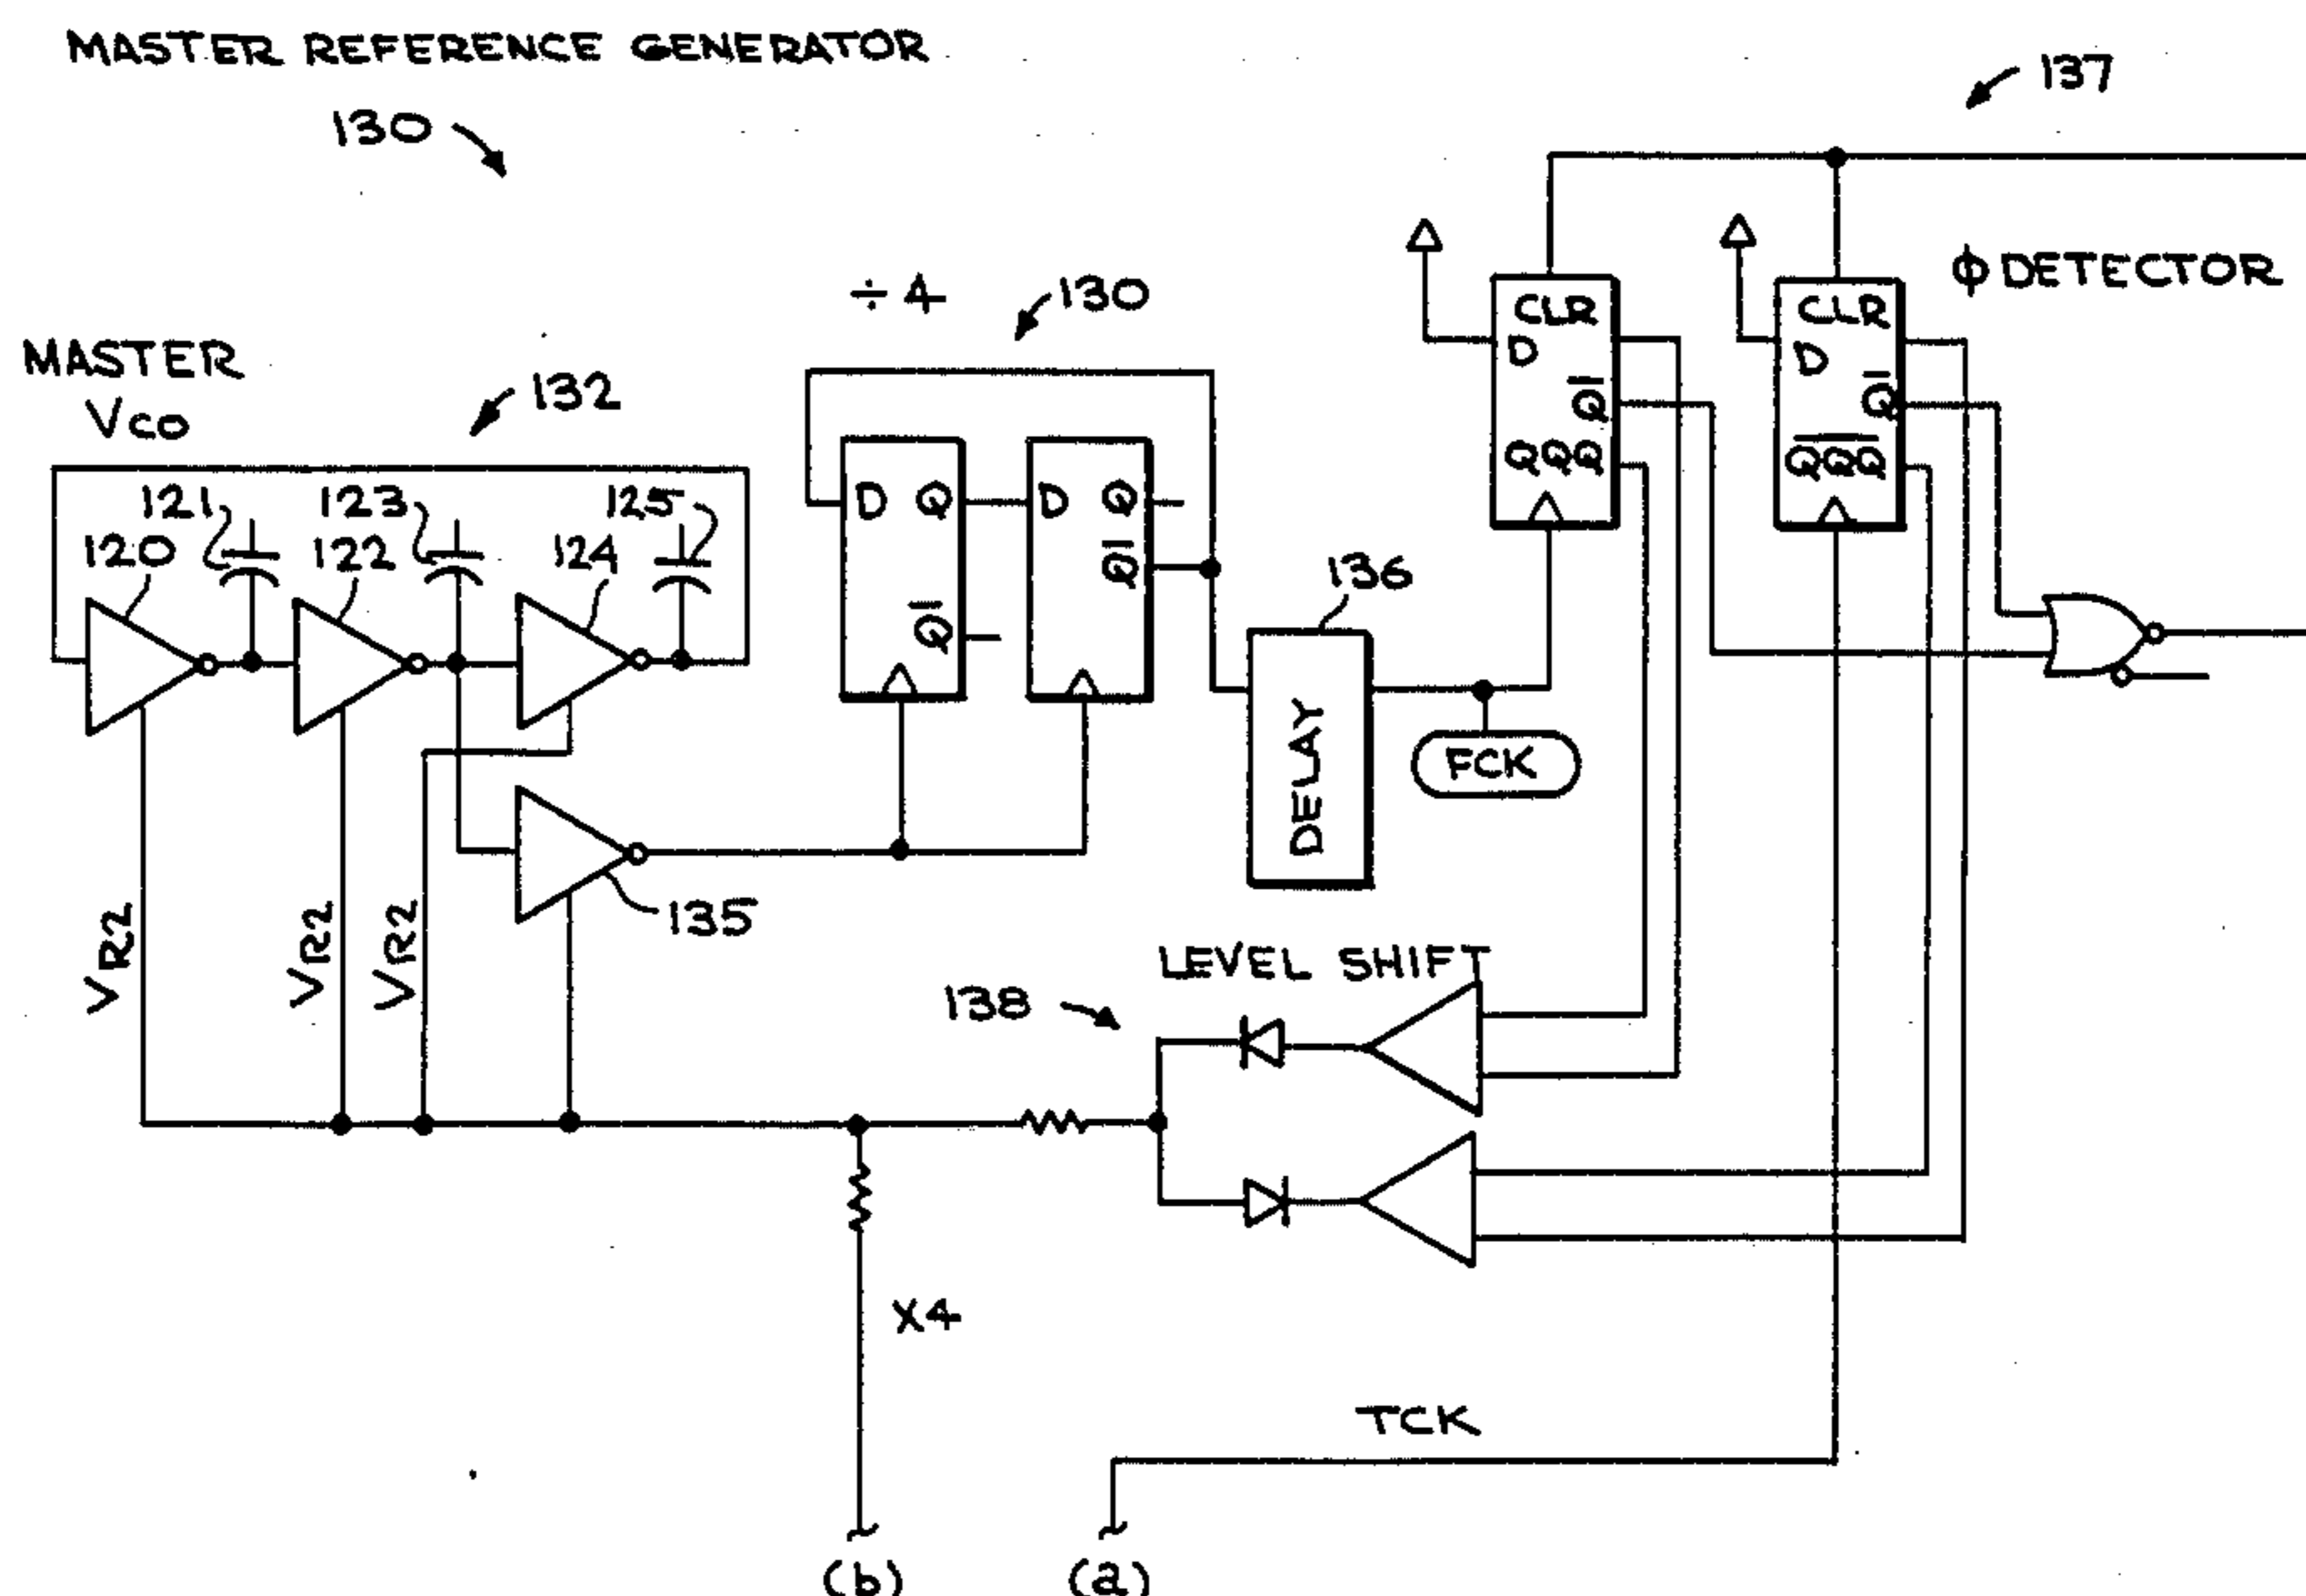 MASTER REFERENCE GENERATOR
130
137
÷ 4
130
ϕ DETECTOR
MASTER
VCO
132
121
123
125
120
122
124
D Q
Q̅
D Q
Q̅
CLR
D
Q̅
QQQ
CLR
D
Q̅
Q̅Q̅Q̅
136
DELAY
FCK
135
VR2
VR2
VR2
LEVEL SHIFT
138
X4
TCK
(b)
(a)